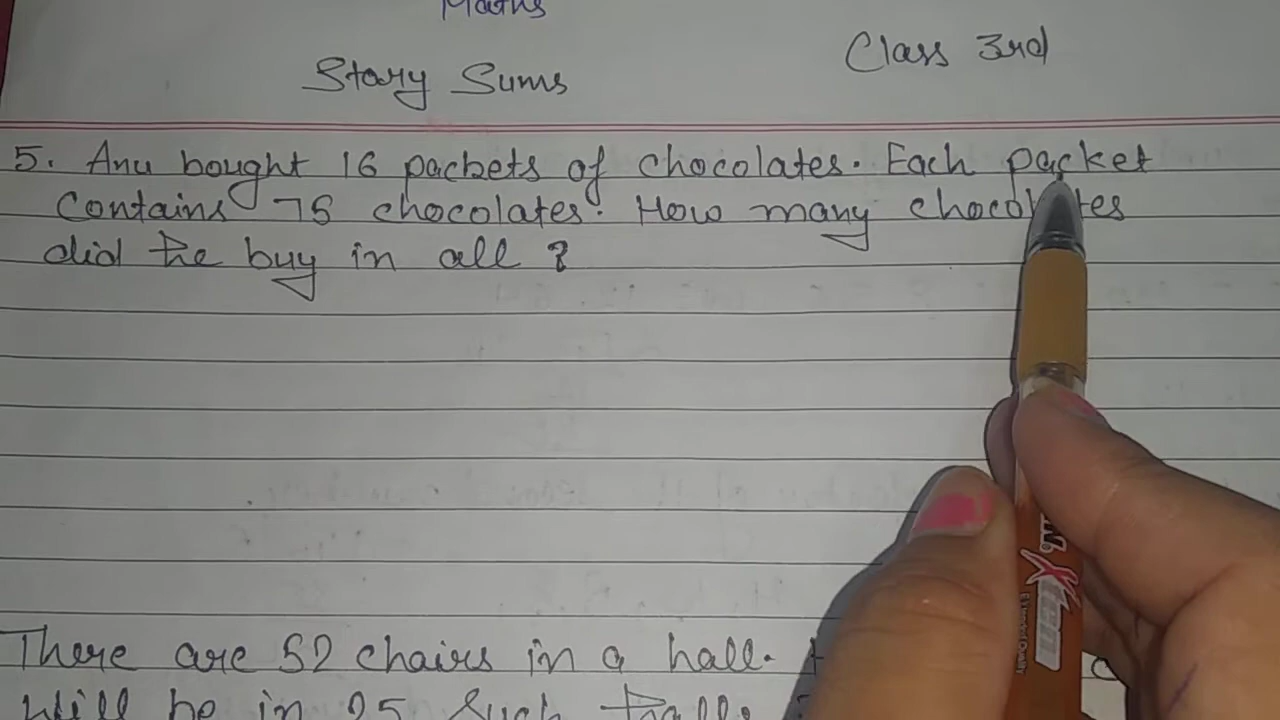 Maths
Class 3rd
Story Sums
5. Anu bought 16 packets of chocolates. Each packet
Contains 75 chocolates. How many chocolates
did he buy in all ?
There are 52 chairs in a hall.
will be in 25 Such halls